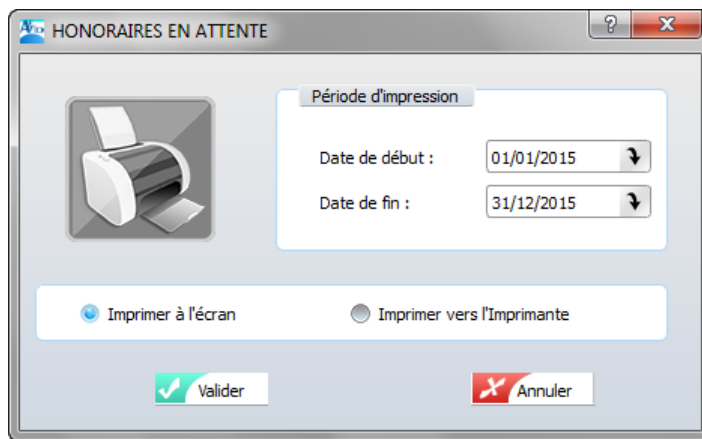 HONORAIRES EN ATTENTE
Période d'impression
Date de début : 01/01/2015
Date de fin : 31/12/2015
Imprimer à l'écran Imprimer vers l'Imprimante
Valider Annuler